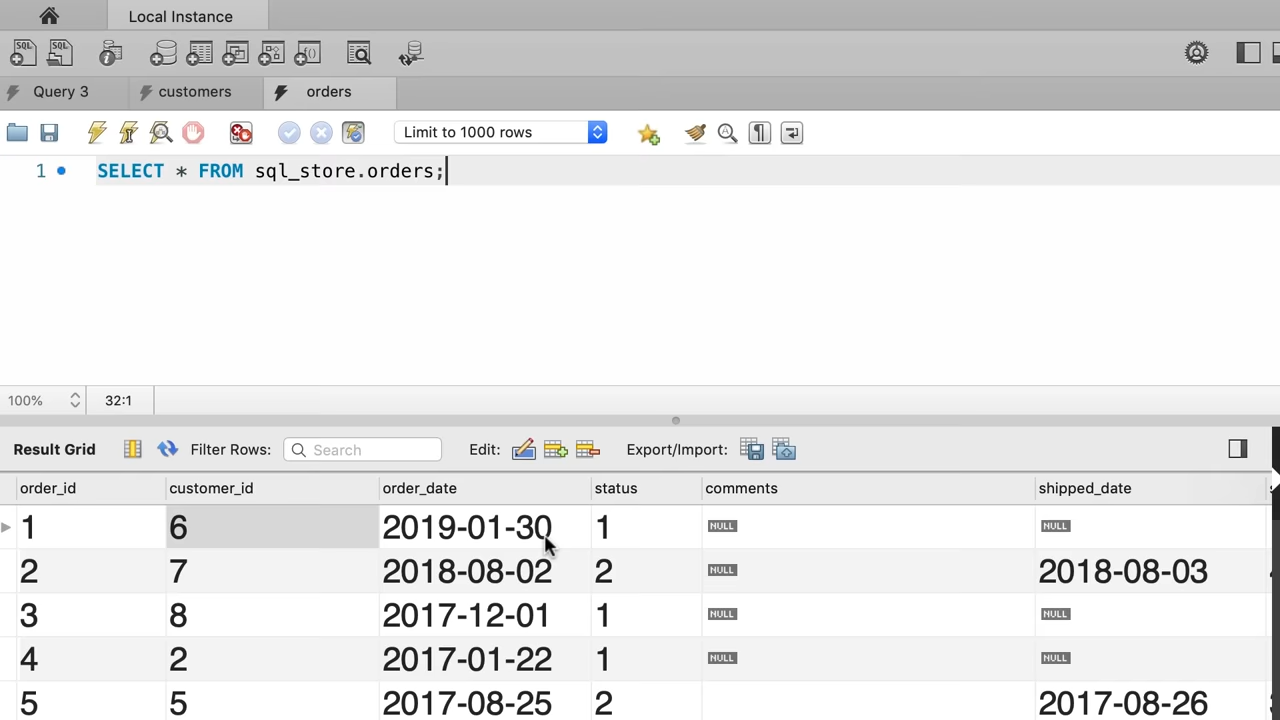 Local Instance
SQL SQL
Query 3 customers orders
Limit to 1000 rows
1 SELECT * FROM sql_store.orders;
100% 32:1
Result Grid Filter Rows: Search Edit: Export/Import:
order_id customer_id order_date status comments shipped_date
1 6 2019-01-30 1 NULL NULL
2 7 2018-08-02 2 NULL 2018-08-03
3 8 2017-12-01 1 NULL NULL
4 2 2017-01-22 1 NULL NULL
5 5 2017-08-25 2 2017-08-26